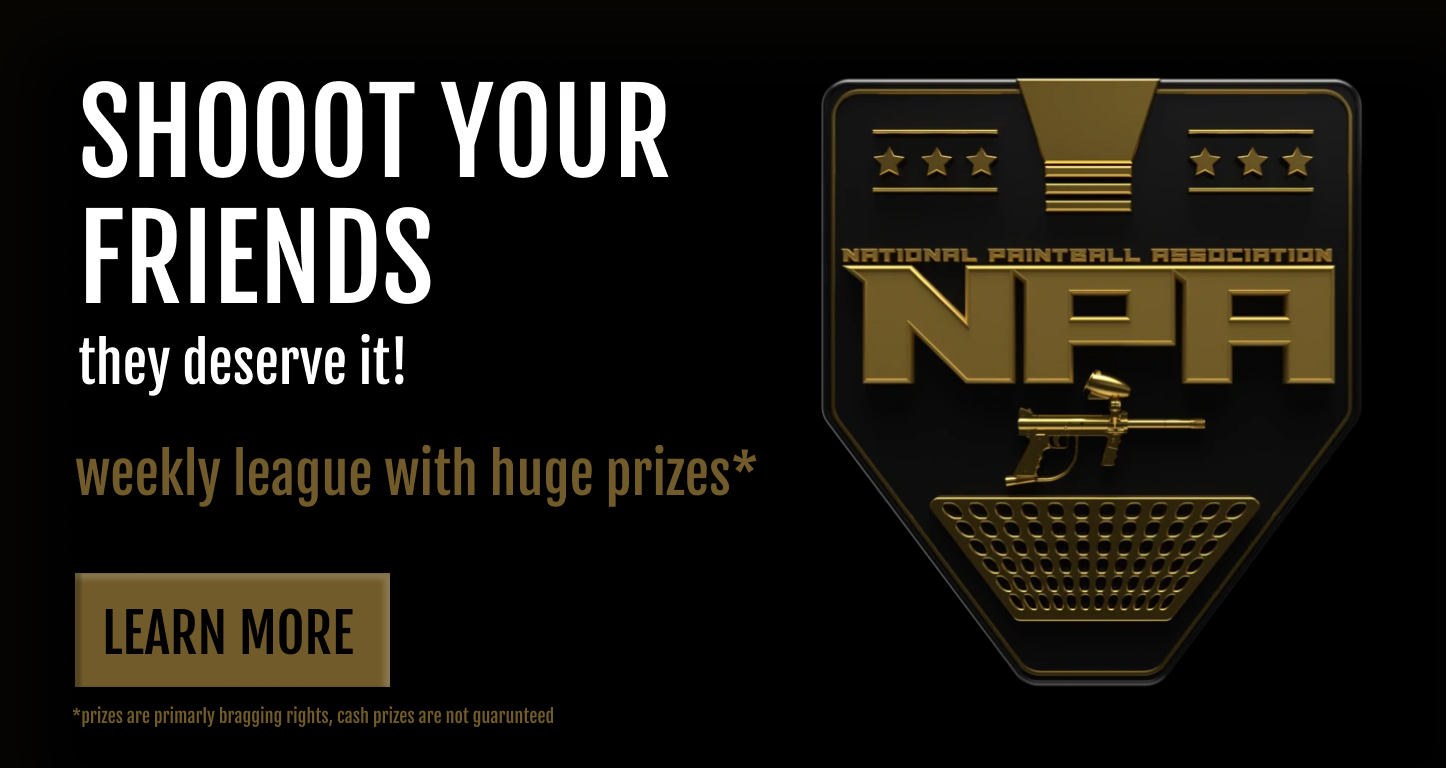 SHOOOT YOUR
FRIENDS
they deserve it!
weekly league with huge prizes*
LEARN MORE
*prizes are primarly bragging rights, cash prizes are not guarunteed
NATIONAL PAINTBALL ASSOCIATION
NPA